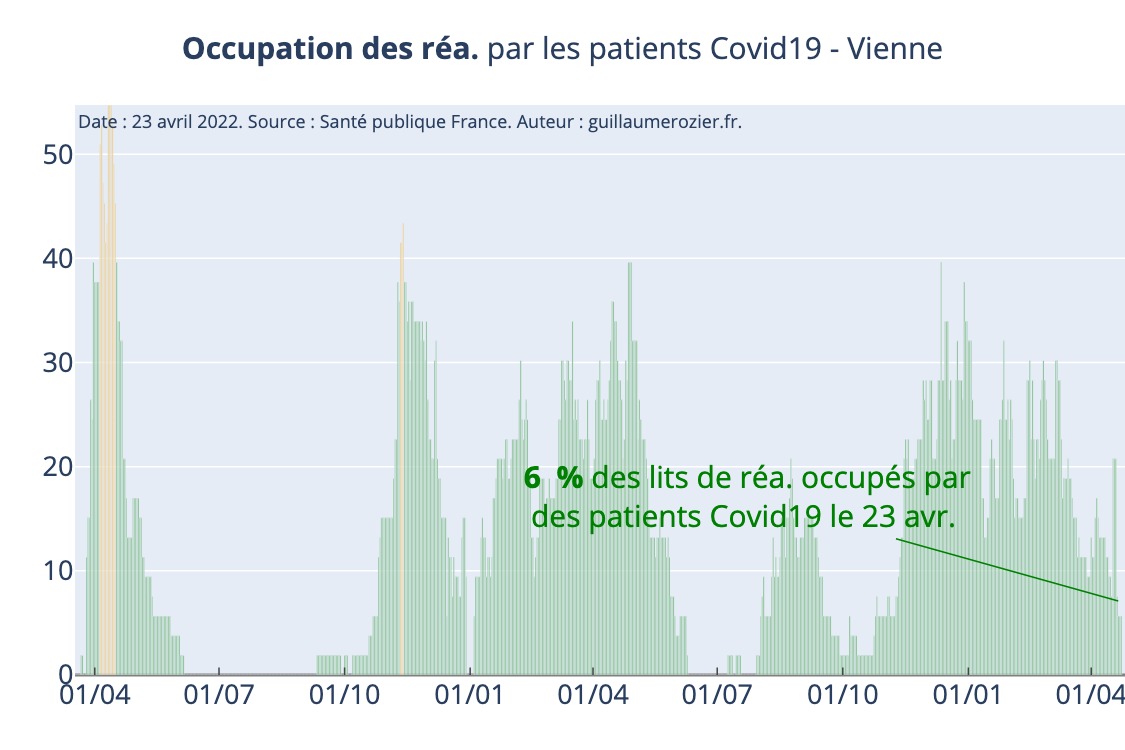 Occupation des réa. par les patients Covid19 - Vienne
Date : 23 avril 2022. Source : Santé publique France. Auteur : guillaumerozier.fr.
50
40
30
20
6 % des lits de réa. occupés par
des patients Covid19 le 23 avr.
10
0
01/04 01/07 01/10 01/01 01/04 01/07 01/10 01/01 01/04